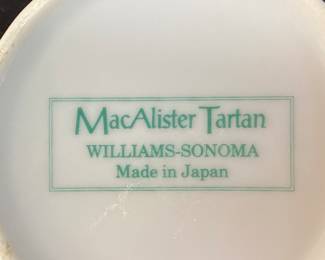 MacAlister Tartan
WILLIAMS-SONOMA
Made in Japan